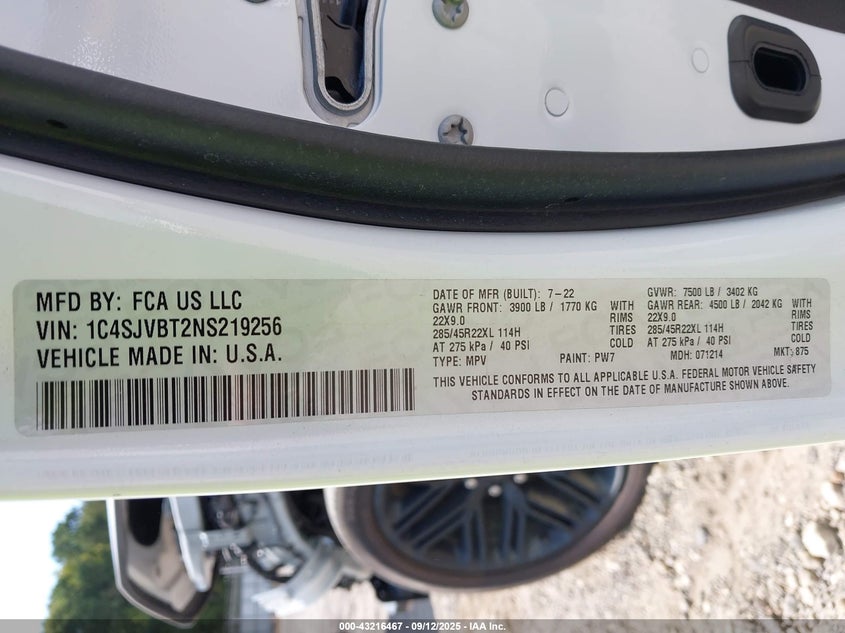 MFD BY: FCA US LLC
VIN: 1C4SJVBT2NS219256
VEHICLE MADE IN: U.S.A.
DATE OF MFR (BUILT): 7-22
GAWR FRONT: 3900 LB / 1770 KG WITH
22X9.0 RIMS
285/45R22XL 114H TIRES
AT 275 kPa / 40 PSI COLD
TYPE: MPV PAINT: PW7
GVWR: 7500 LB / 3402 KG
GAWR REAR: 4500 LB / 2042 KG WITH
22X9.0 RIMS
285/45R22XL 114H TIRES
AT 275 kPa / 40 PSI COLD
MDH: 071214 MKT: 875
THIS VEHICLE CONFORMS TO ALL APPLICABLE U.S.A. FEDERAL MOTOR VEHICLE SAFETY
STANDARDS IN EFFECT ON THE DATE OF MANUFACTURE SHOWN ABOVE.
000-43216467 - 09/12/2025 - IAA Inc.